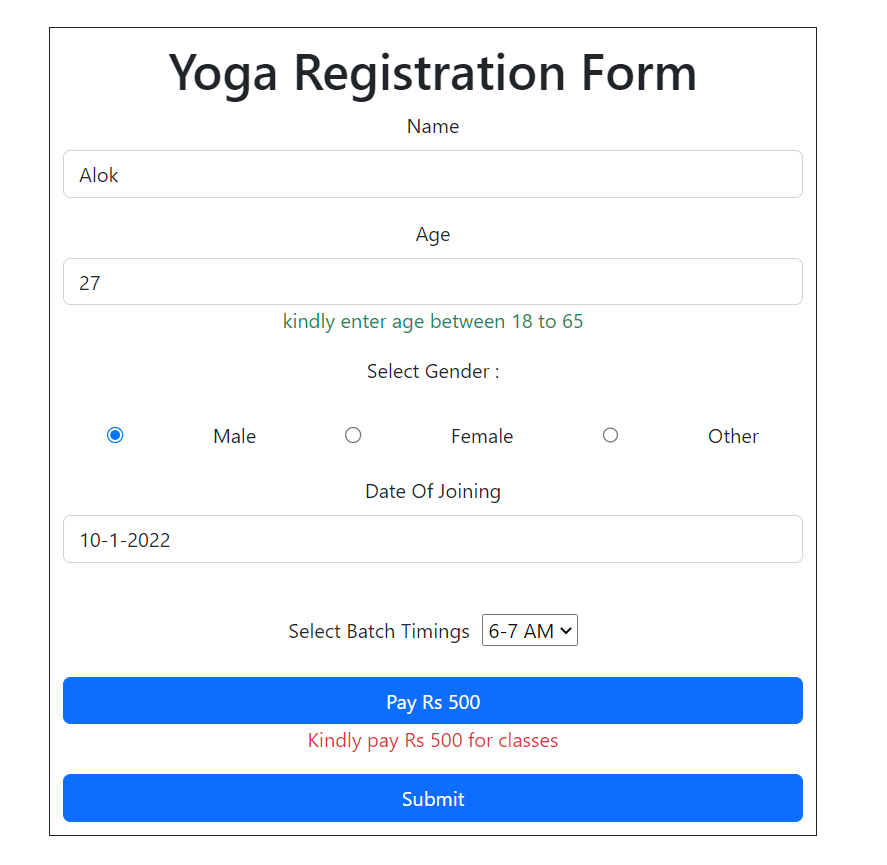 Yoga Registration Form
Name
Alok
Age
27
kindly enter age between 18 to 65
Select Gender :
Male Female Other
Date Of Joining
10-1-2022
Select Batch Timings 6-7 AM
Pay Rs 500
Kindly pay Rs 500 for classes
Submit